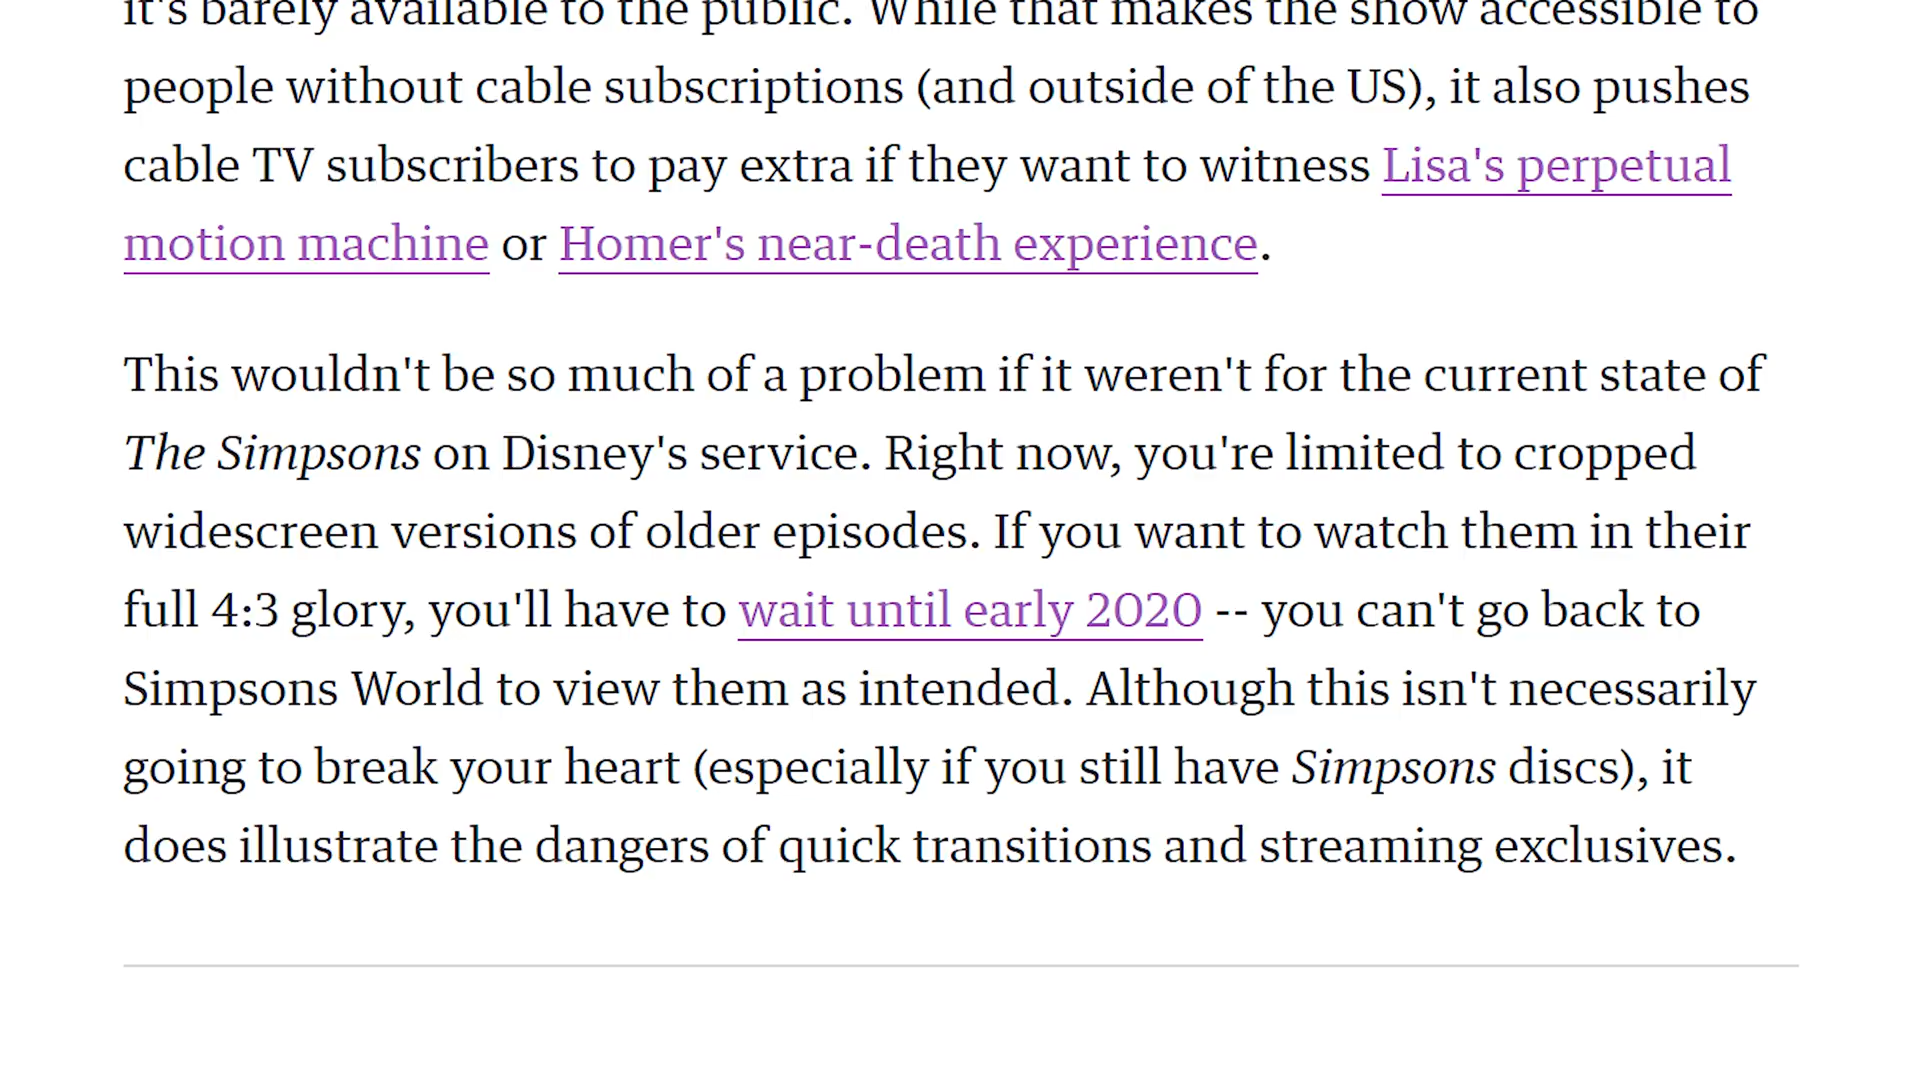 it's barely available to the public. While that makes the show accessible to
people without cable subscriptions (and outside of the US), it also pushes
cable TV subscribers to pay extra if they want to witness Lisa's perpetual
motion machine or Homer's near-death experience.
This wouldn't be so much of a problem if it weren't for the current state of
The Simpsons on Disney's service. Right now, you're limited to cropped
widescreen versions of older episodes. If you want to watch them in their
full 4:3 glory, you'll have to wait until early 2020 -- you can't go back to
Simpsons World to view them as intended. Although this isn't necessarily
going to break your heart (especially if you still have Simpsons discs), it
does illustrate the dangers of quick transitions and streaming exclusives.